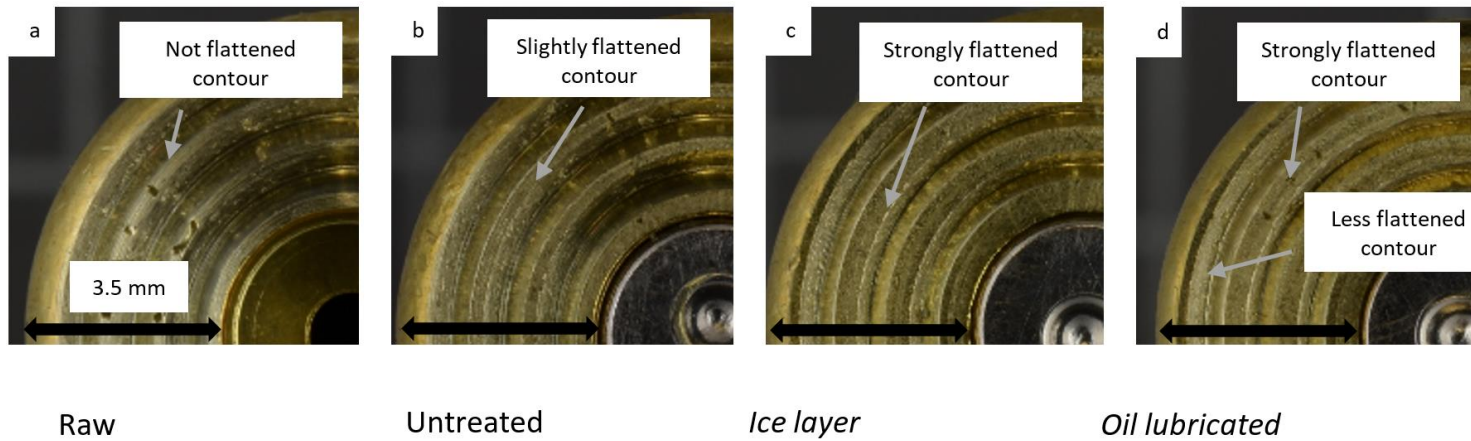 a
Not flattened
contour
3.5 mm
b
Slightly flattened
contour
c
Strongly flattened
contour
d
Strongly flattened
contour
Less flattened
contour
Raw
Untreated
Ice layer
Oil lubricated